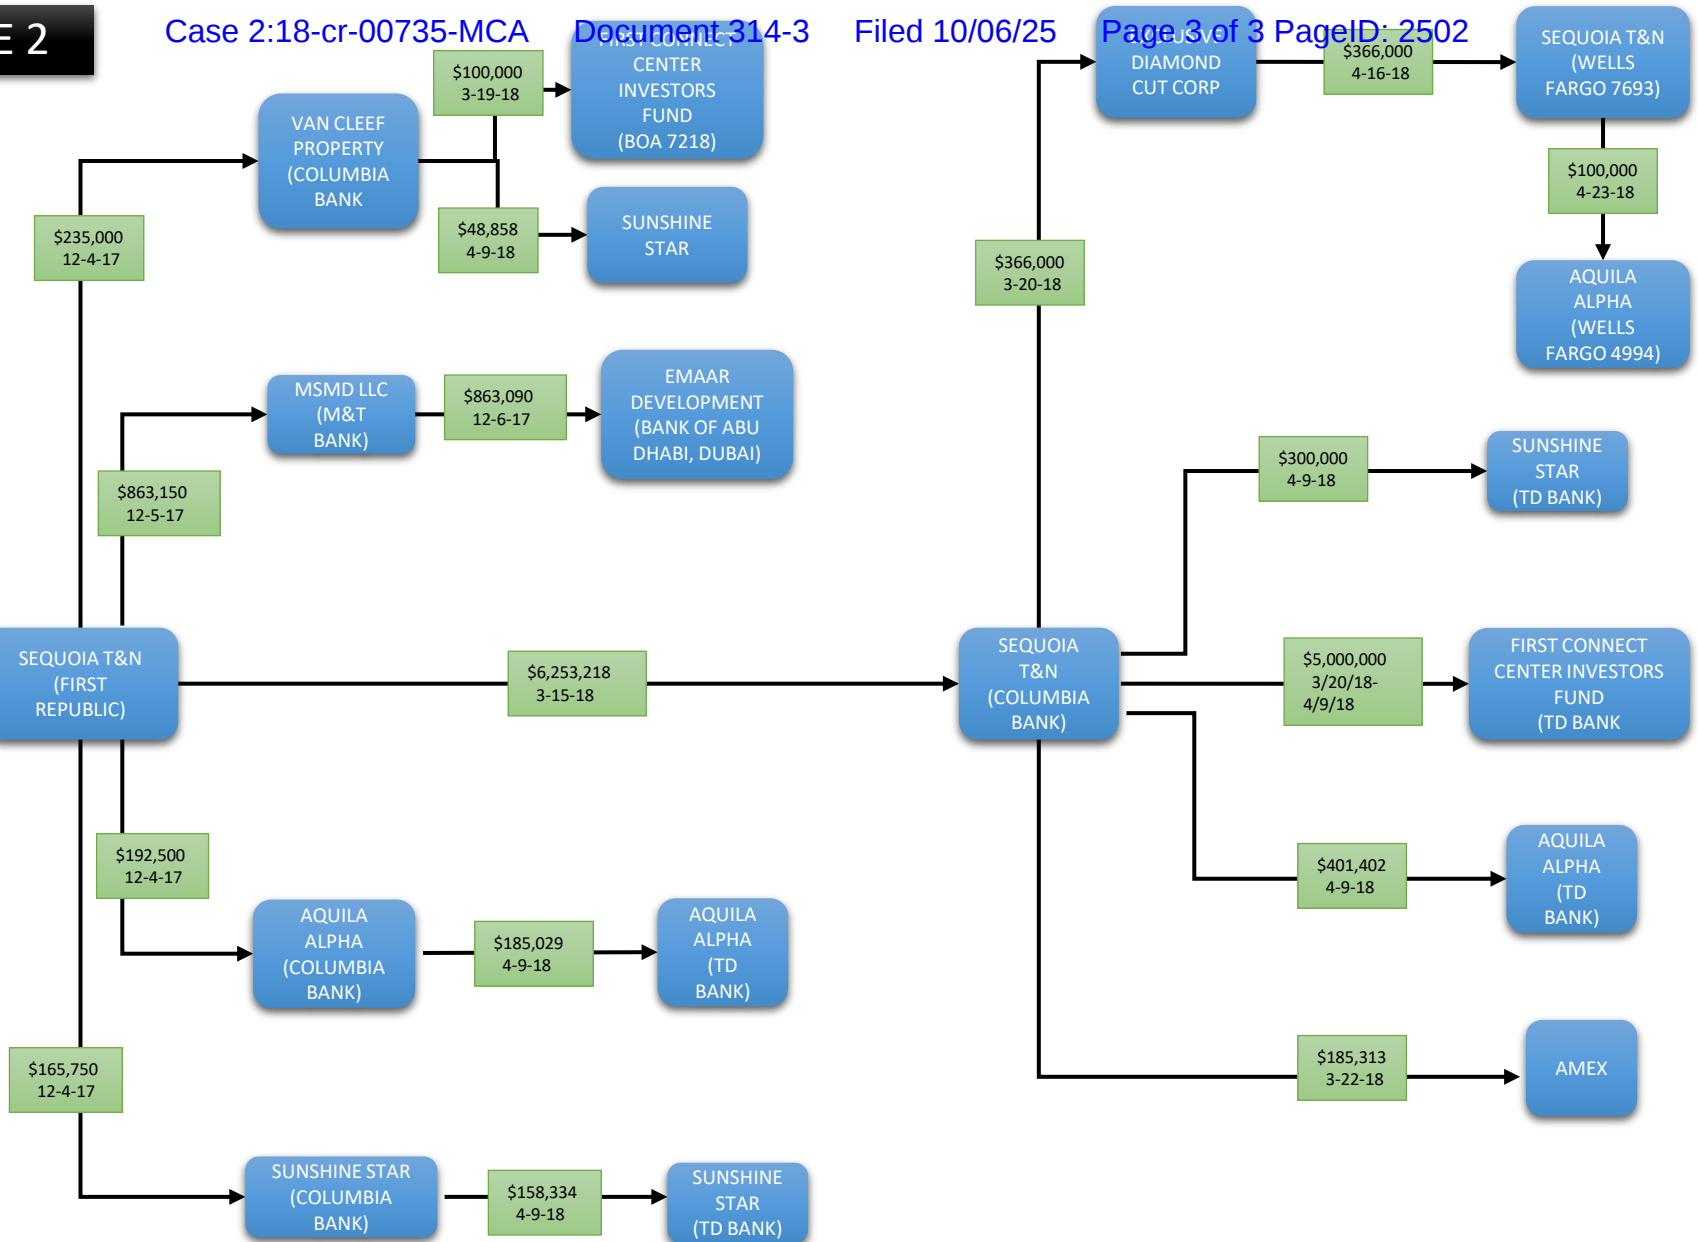 E 2
Case 2:18-cr-00735-MCA Document 314-3 Filed 10/06/25 Page 3 of 3 PageID: 2502
FIRST CONNECT
CENTER
INVESTORS
FUND
(BOA 7218)
$100,000
3-19-18
VAN CLEEF
PROPERTY
(COLUMBIA
BANK
$48,858
4-9-18
SUNSHINE
STAR
$235,000
12-4-17
EXCLUSIVE
DIAMOND
CUT CORP
$366,000
4-16-18
SEQUOIA T&N
(WELLS
FARGO 7693)
$100,000
4-23-18
AQUILA
ALPHA
(WELLS
FARGO 4994)
$366,000
3-20-18
MSMD LLC
(M&T
BANK)
$863,090
12-6-17
EMAAR
DEVELOPMENT
(BANK OF ABU
DHABI, DUBAI)
$863,150
12-5-17
$300,000
4-9-18
SUNSHINE
STAR
(TD BANK)
SEQUOIA T&N
(FIRST
REPUBLIC)
$6,253,218
3-15-18
SEQUOIA
T&N
(COLUMBIA
BANK)
$5,000,000
3/20/18-
4/9/18
FIRST CONNECT
CENTER INVESTORS
FUND
(TD BANK
$192,500
12-4-17
AQUILA
ALPHA
(COLUMBIA
BANK)
$185,029
4-9-18
AQUILA
ALPHA
(TD
BANK)
$401,402
4-9-18
AQUILA
ALPHA
(TD
BANK)
$165,750
12-4-17
$185,313
3-22-18
AMEX
SUNSHINE STAR
(COLUMBIA
BANK)
$158,334
4-9-18
SUNSHINE
STAR
(TD BANK)